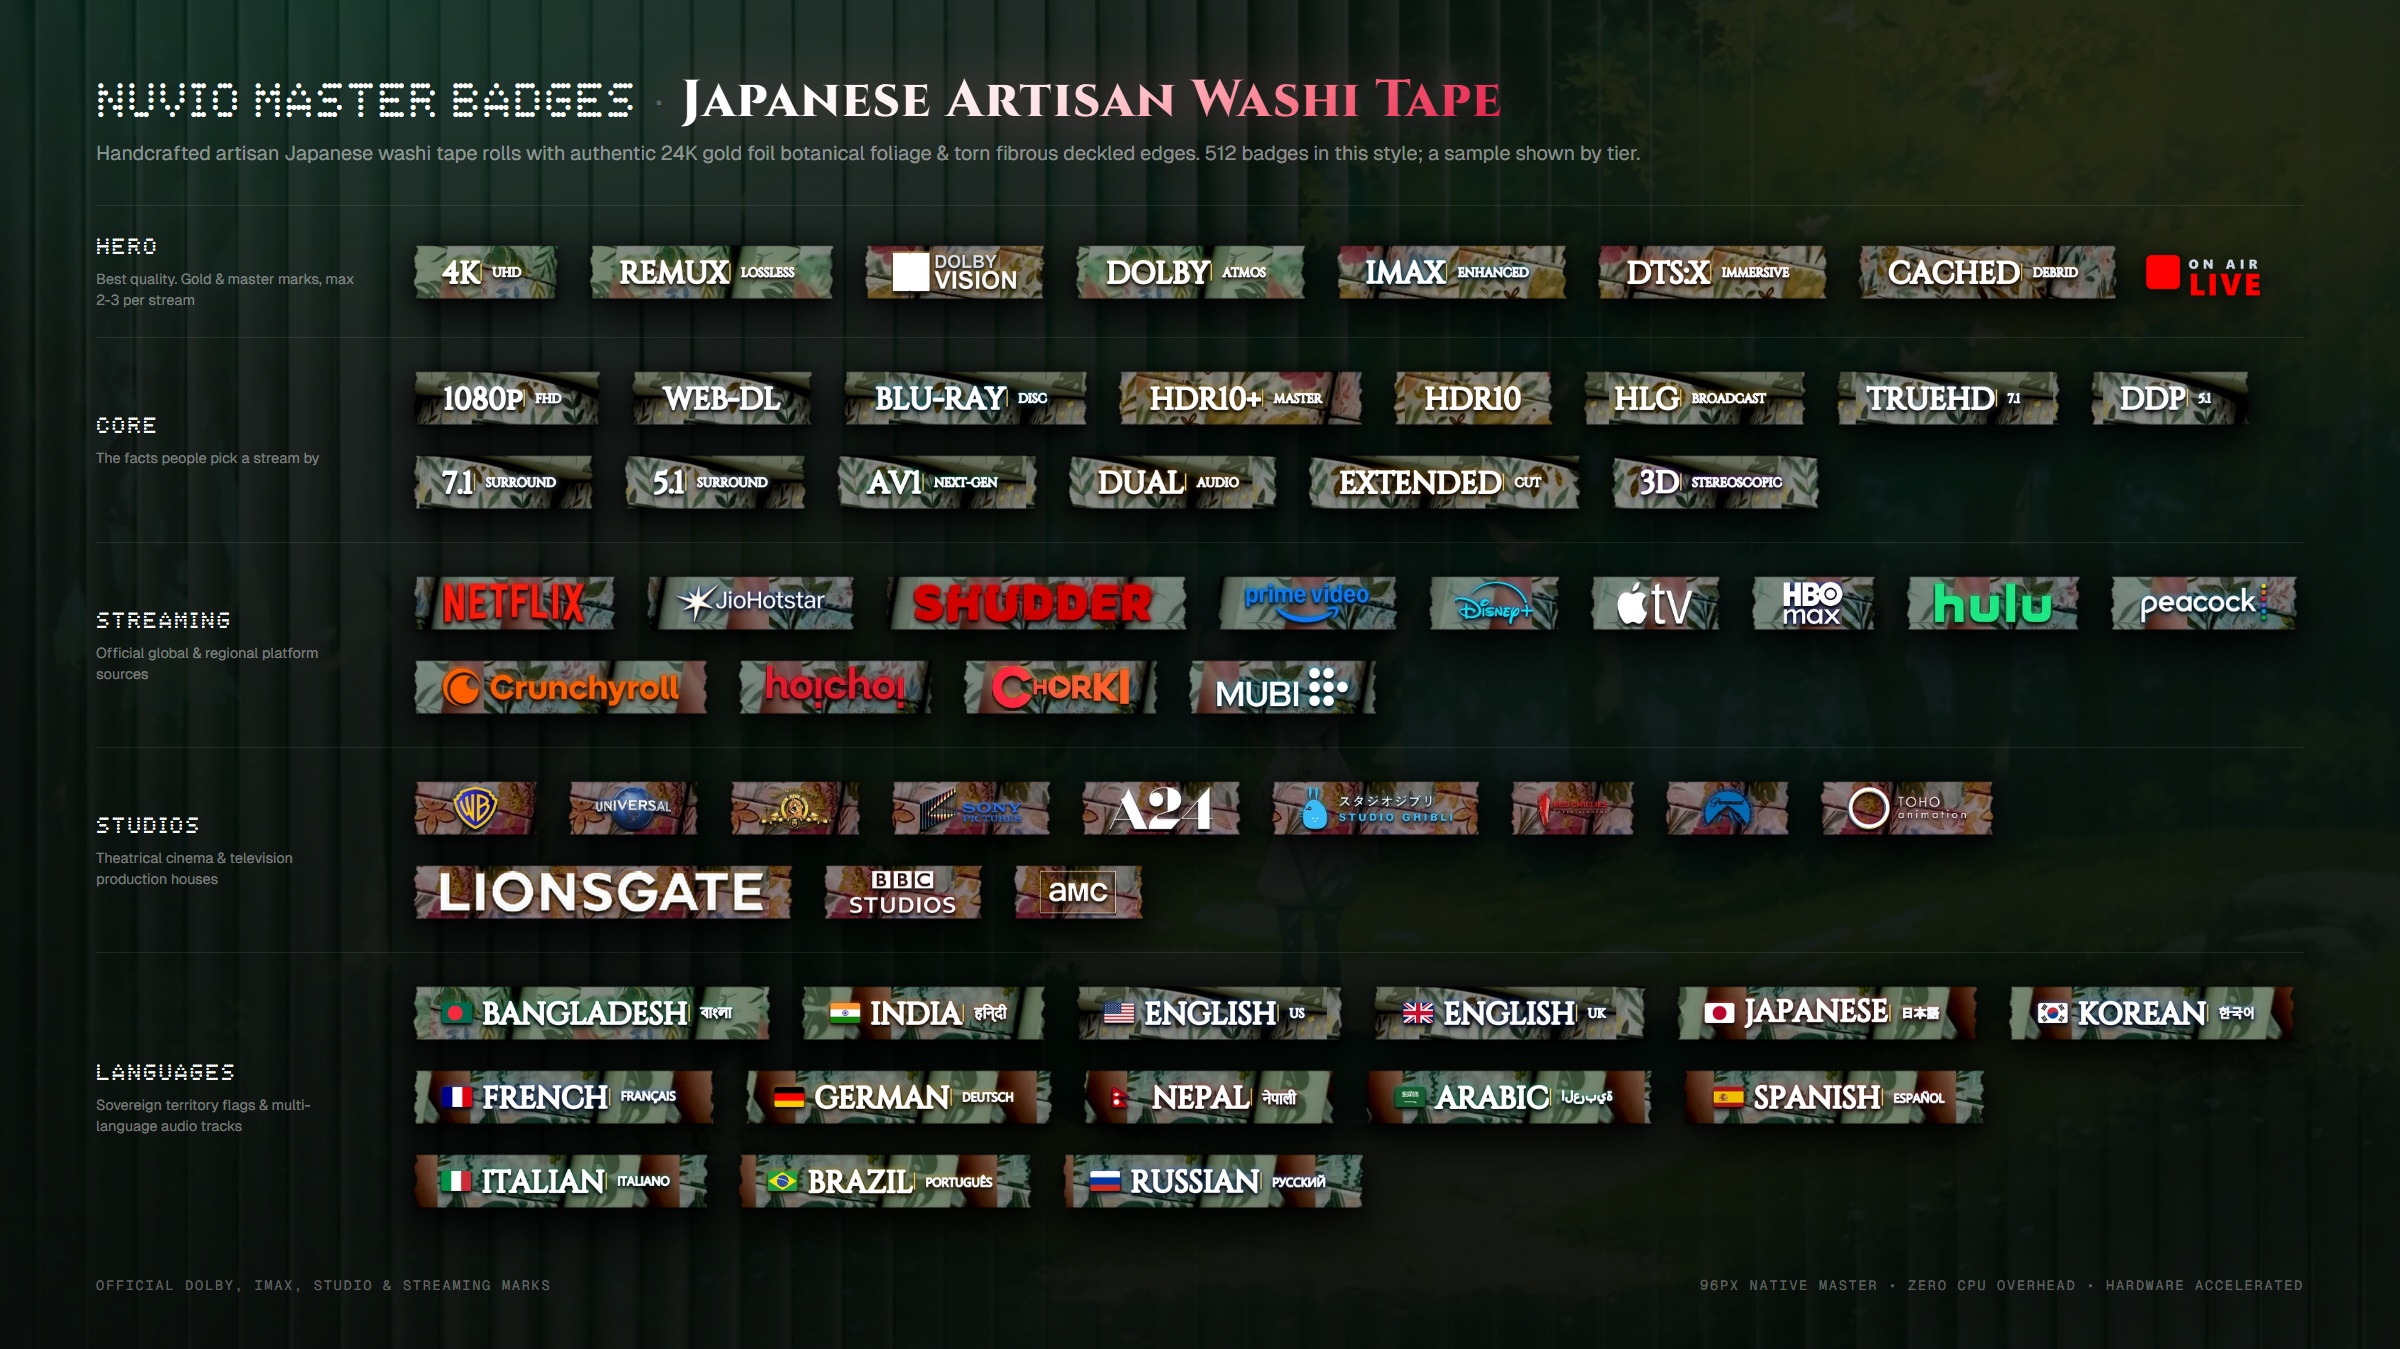 NUVIO MASTER BADGES · JAPANESE ARTISAN WASHI TAPE
Handcrafted artisan Japanese washi tape rolls with authentic 24K gold foil botanical foliage & torn fibrous deckled edges. 512 badges in this style; a sample shown by tier.
HERO
Best quality. Gold & master marks, max
2-3 per stream
4K UHD
REMUX LOSSLESS
DOLBY
VISION
DOLBY ATMOS
IMAX ENHANCED
DTS:X IMMERSIVE
CACHED DEBRID
ON AIR
LIVE
CORE
The facts people pick a stream by
1080P FHD
WEB-DL
BLU-RAY DISC
HDR10+ MASTER
HDR10
HLG BROADCAST
TRUEHD 7.1
DDP 5.1
7.1 SURROUND
5.1 SURROUND
AV1 NEXT-GEN
DUAL AUDIO
EXTENDED CUT
3D STEREOSCOPIC
STREAMING
Official global & regional platform
sources
NETFLIX
JioHotstar
SHUDDER
prime video
Disney+
tv
HBO
max
hulu
peacock
Crunchyroll
hoichoi
CHORKI
MUBI
STUDIOS
Theatrical cinema & television
production houses
WB
UNIVERSAL
SONY
PICTURES
A24
スタジオジブリ
STUDIO GHIBLI
RED CHILLIES
Paramount
TOHO
animation
LIONSGATE
BBC
STUDIOS
aMC
LANGUAGES
Sovereign territory flags & multi-
language audio tracks
BANGLADESH বাংলা
INDIA हिन्दी
ENGLISH US
ENGLISH UK
JAPANESE 日本語
KOREAN 한국어
FRENCH FRANÇAIS
GERMAN DEUTSCH
NEPAL नेपाली
ARABIC العربية
SPANISH ESPAÑOL
ITALIAN ITALIANO
BRAZIL PORTUGUÊS
RUSSIAN РУССКИЙ
OFFICIAL DOLBY, IMAX, STUDIO & STREAMING MARKS
96PX NATIVE MASTER • ZERO CPU OVERHEAD • HARDWARE ACCELERATED